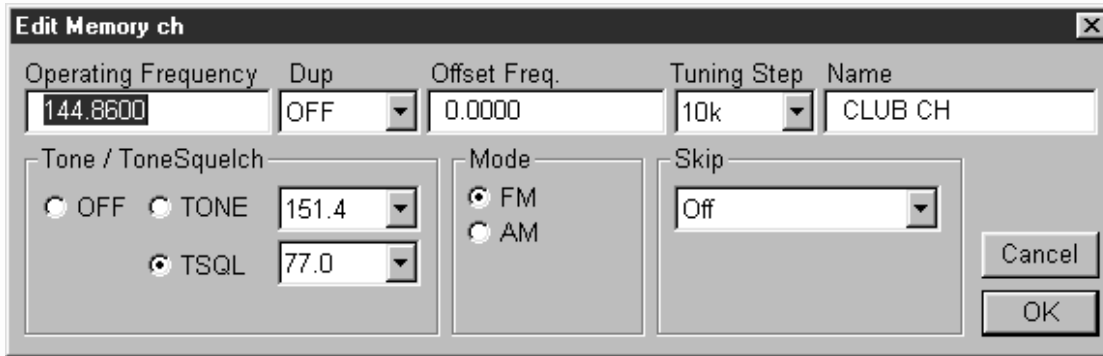 Edit Memory ch
Operating Frequency Dup Offset Freq. Tuning Step Name
144.8600 OFF 0.0000 10k CLUB CH
Tone / ToneSquelch Mode Skip
OFF TONE 151.4 FM Off
AM
TSQL 77.0
Cancel
OK